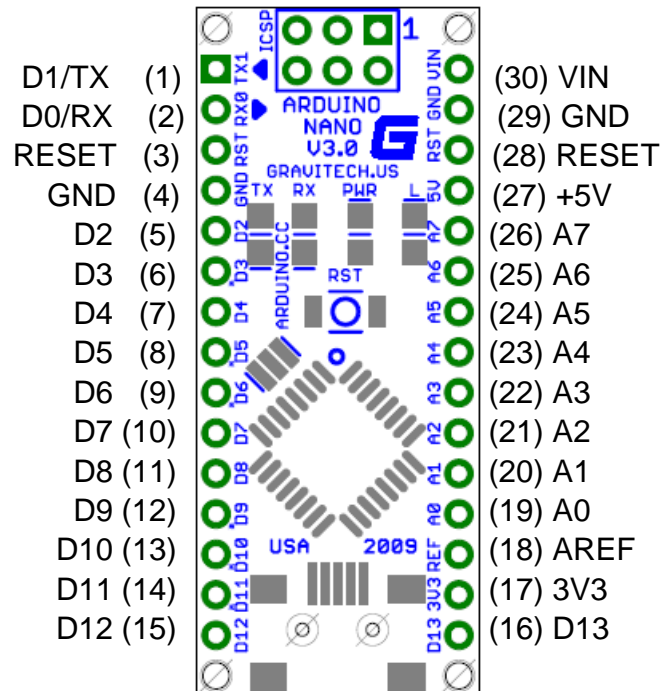 ICSP
1
D1/TX (1) TX1 VIN (30) VIN
D0/RX (2) RX0 ARDUINO GND (29) GND
NANO
RESET (3) RST V3.0 G RST (28) RESET
GRAVITECH.US
GND (4) GND TX RX PWR L 5V (27) +5V
D2 (5) D2 A7 (26) A7
D3 (6) D3 ARDUINO.CC RST A6 (25) A6
D4 (7) D4 A5 (24) A5
D5 (8) D5 A4 (23) A4
D6 (9) D6 A3 (22) A3
D7 (10) D7 A2 (21) A2
D8 (11) D8 A1 (20) A1
D9 (12) D9 A0 (19) A0
D10 (13) D10 USA 2009 REF (18) AREF
D11 (14) D11 3V3 (17) 3V3
D12 (15) D12 D13 (16) D13